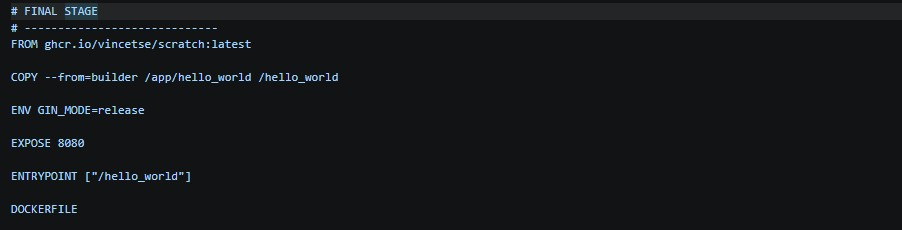 # FINAL STAGE
# -----------------------------
FROM ghcr.io/vincetse/scratch:latest
COPY --from=builder /app/hello_world /hello_world
ENV GIN_MODE=release
EXPOSE 8080
ENTRYPOINT ["/hello_world"]
DOCKERFILE